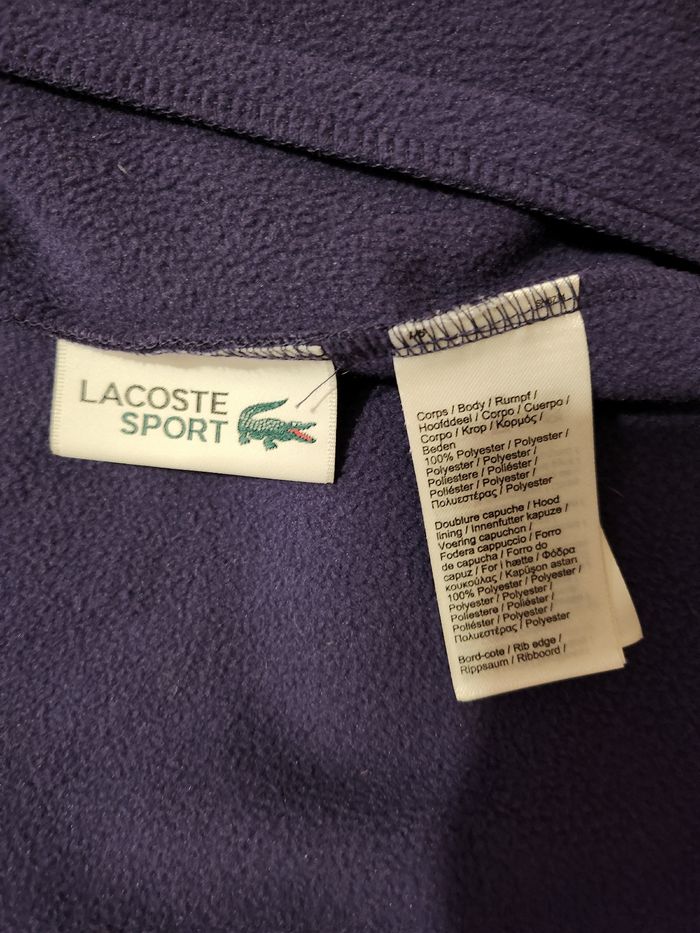 LACOSTE
SPORT
Corps / Body / Rumpf /
Hoofddeel / Corpo / Cuerpo /
Corpo / Krop / Κορμός /
Beden
100% Polyester / Polyester /
Polyester / Polyester /
Poliestere / Poliéster /
Poliéster / Polyester /
Πολυεστέρας / Polyester
Doublure capuche / Hood
lining / Innenfutter kapuze /
Voering capuchon /
Fodera cappuccio / Forro
de capucha / Forro do
capuz / For i hætte / Φόδρα
κουκούλας / Kapüşon astarı
100% Polyester / Polyester /
Polyester / Polyester /
Poliestere / Poliéster /
Poliéster / Polyester /
Πολυεστέρας / Polyester
Bord-cote / Rib edge /
Rippsaum / Ribboord /